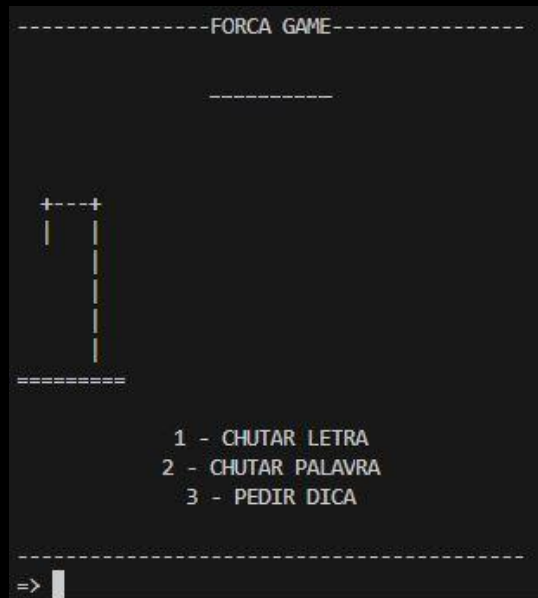 ----------------FORCA GAME----------------
__________
+---+
|   |
|
|
|
|
=========
1 - CHUTAR LETRA
2 - CHUTAR PALAVRA
3 - PEDIR DICA
------------------------------------------
=>